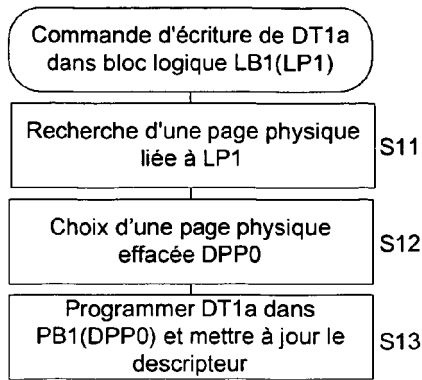 Commande d'écriture de DT1a
dans bloc logique LB1(LP1)
Recherche d'une page physique
liée à LP1
S11
Choix d'une page physique
effacée DPP0
S12
Programmer DT1a dans
PB1(DPP0) et mettre à jour le
descripteur
S13